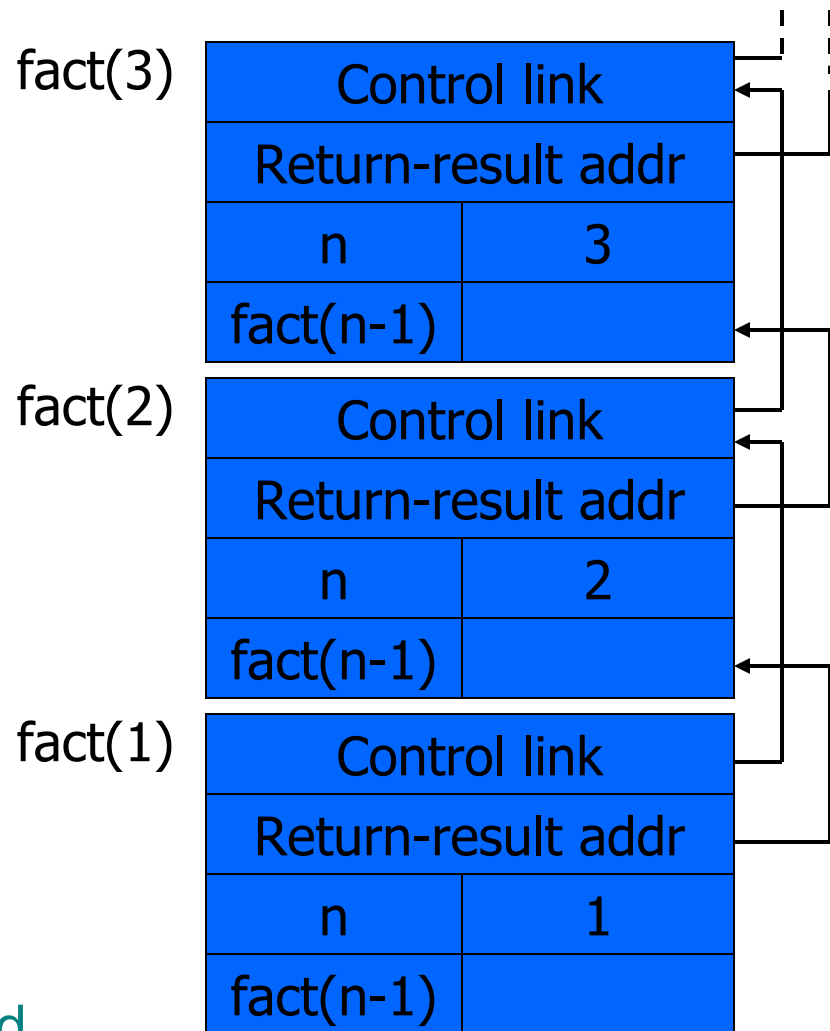 fact(3)
Control link
Return-result addr
n 3
fact(n-1)
fact(2)
Control link
Return-result addr
n 2
fact(n-1)
fact(1)
Control link
Return-result addr
n 1
fact(n-1)
d